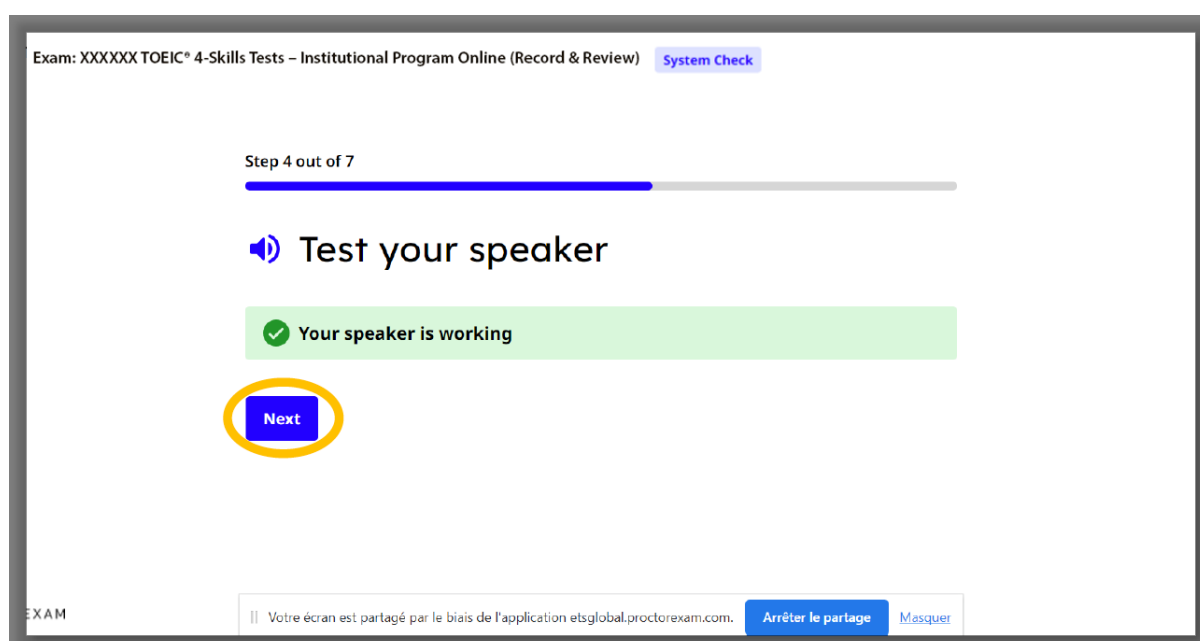 Exam: XXXXXX TOEIC® 4-Skills Tests – Institutional Program Online (Record & Review) System Check
Step 4 out of 7
Test your speaker
Your speaker is working
Next
EXAM
Votre écran est partagé par le biais de l'application etsglobal.proctorexam.com. Arrêter le partage Masquer